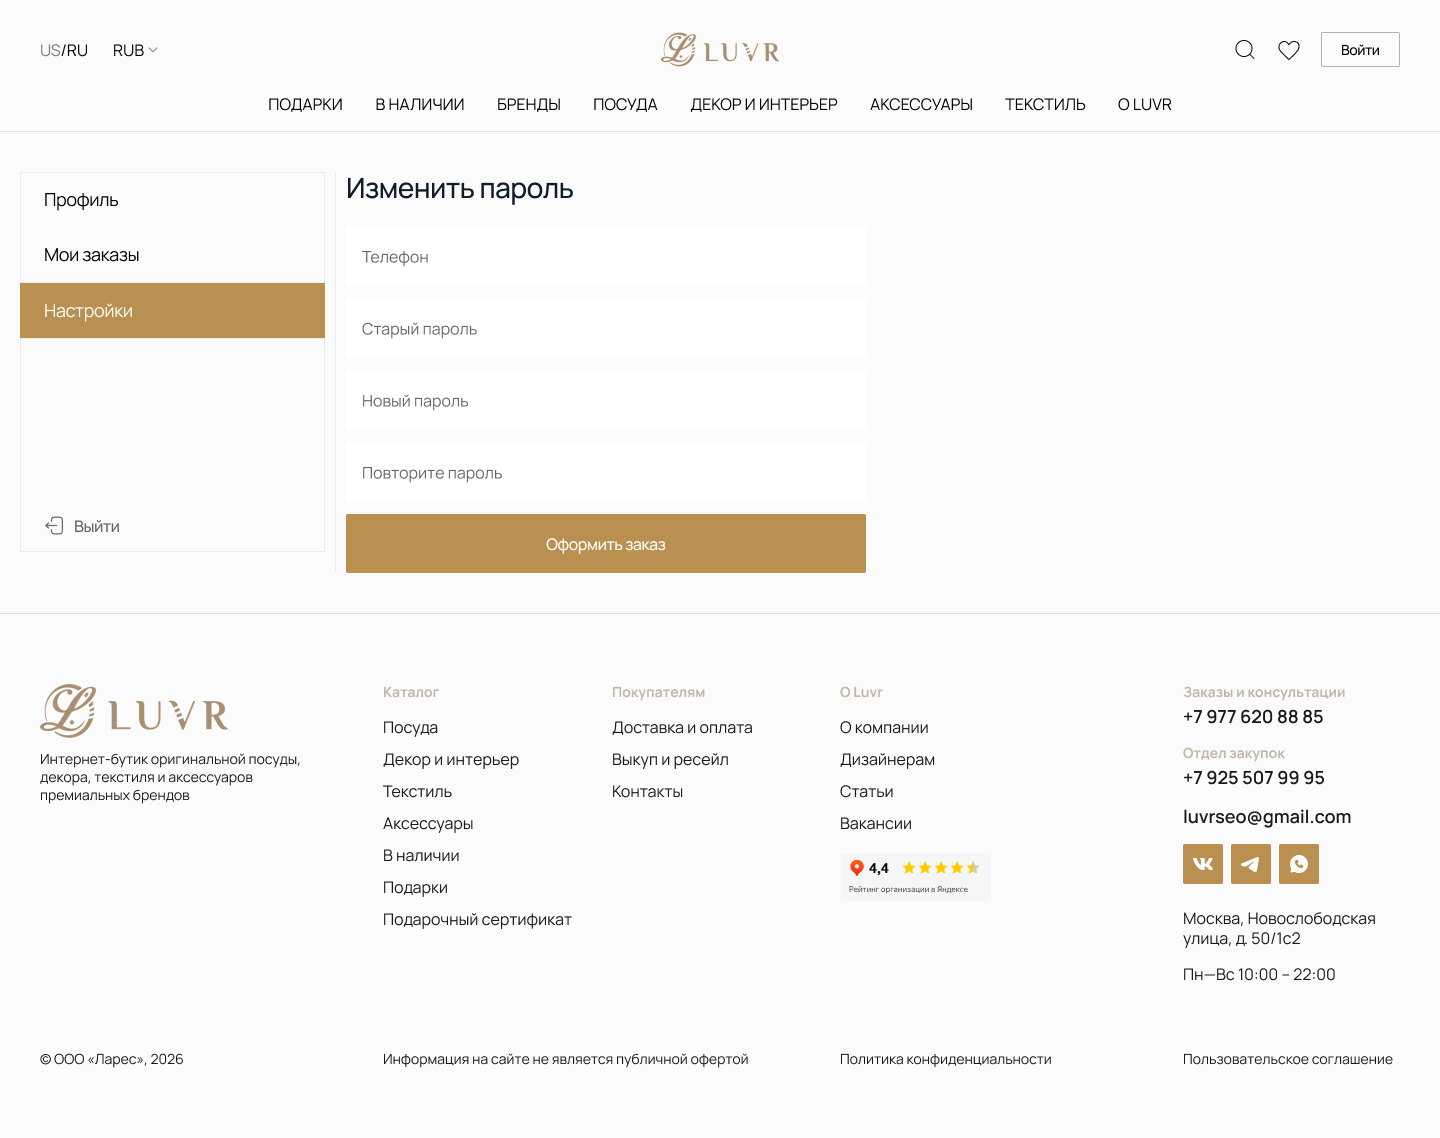 US/RU
RUB
LUVR
Войти
ПОДАРКИ
В НАЛИЧИИ
БРЕНДЫ
ПОСУДА
ДЕКОР И ИНТЕРЬЕР
АКСЕССУАРЫ
ТЕКСТИЛЬ
О LUVR
Профиль
Мои заказы
Настройки
Выйти
Изменить пароль
Телефон
Старый пароль
Новый пароль
Повторите пароль
Оформить заказ
LUVR
Интернет-бутик оригинальной посуды,
декора, текстиля и аксессуаров
премиальных брендов
Каталог
Посуда
Декор и интерьер
Текстиль
Аксессуары
В наличии
Подарки
Подарочный сертификат
Покупателям
Доставка и оплата
Выкуп и ресейл
Контакты
О Luvr
О компании
Дизайнерам
Статьи
Вакансии
4,4
Рейтинг организации в Яндексе
Заказы и консультации
+7 977 620 88 85
Отдел закупок
+7 925 507 99 95
luvrseo@gmail.com
Москва, Новослободская
улица, д. 50/1с2
Пн—Вс 10:00 – 22:00
© ООО «Ларес», 2026
Информация на сайте не является публичной офертой
Политика конфиденциальности
Пользовательское соглашение